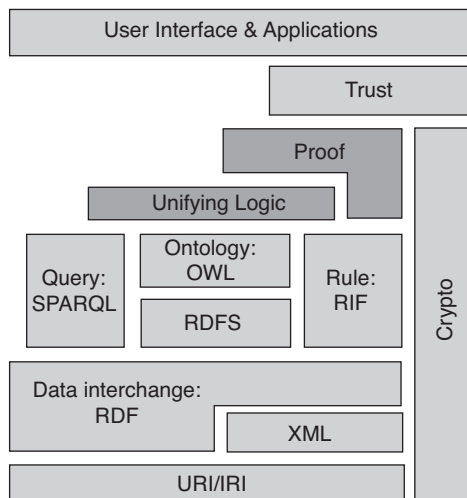 User Interface & Applications
Trust
Proof
Unifying Logic
Query:
SPARQL
Ontology:
OWL
RDFS
Rule:
RIF
Crypto
Data interchange:
RDF
XML
URI/IRI